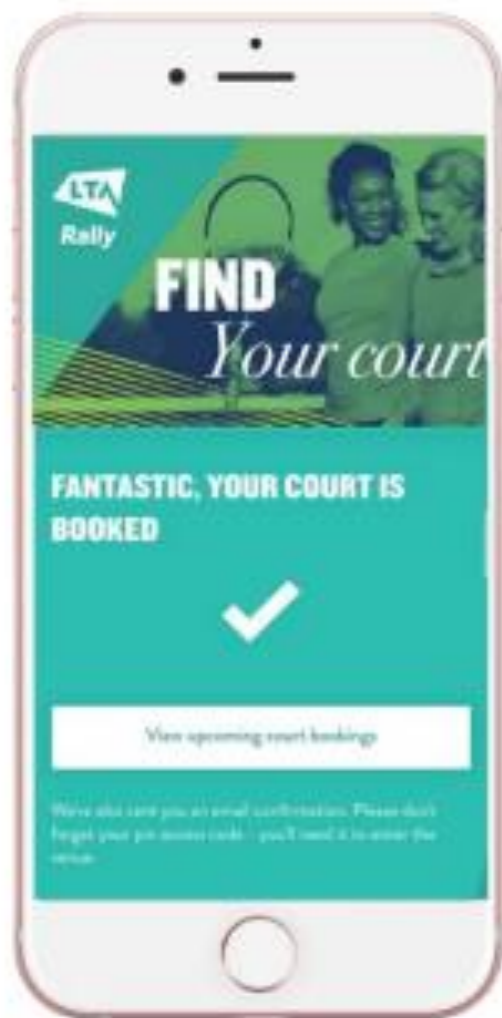 LTA
Rally
FIND
Your court
FANTASTIC, YOUR COURT IS
BOOKED
View upcoming court bookings
We've also sent you an email confirmation. Please don't
forget your pin access code - you'll need it to enter the
venue.